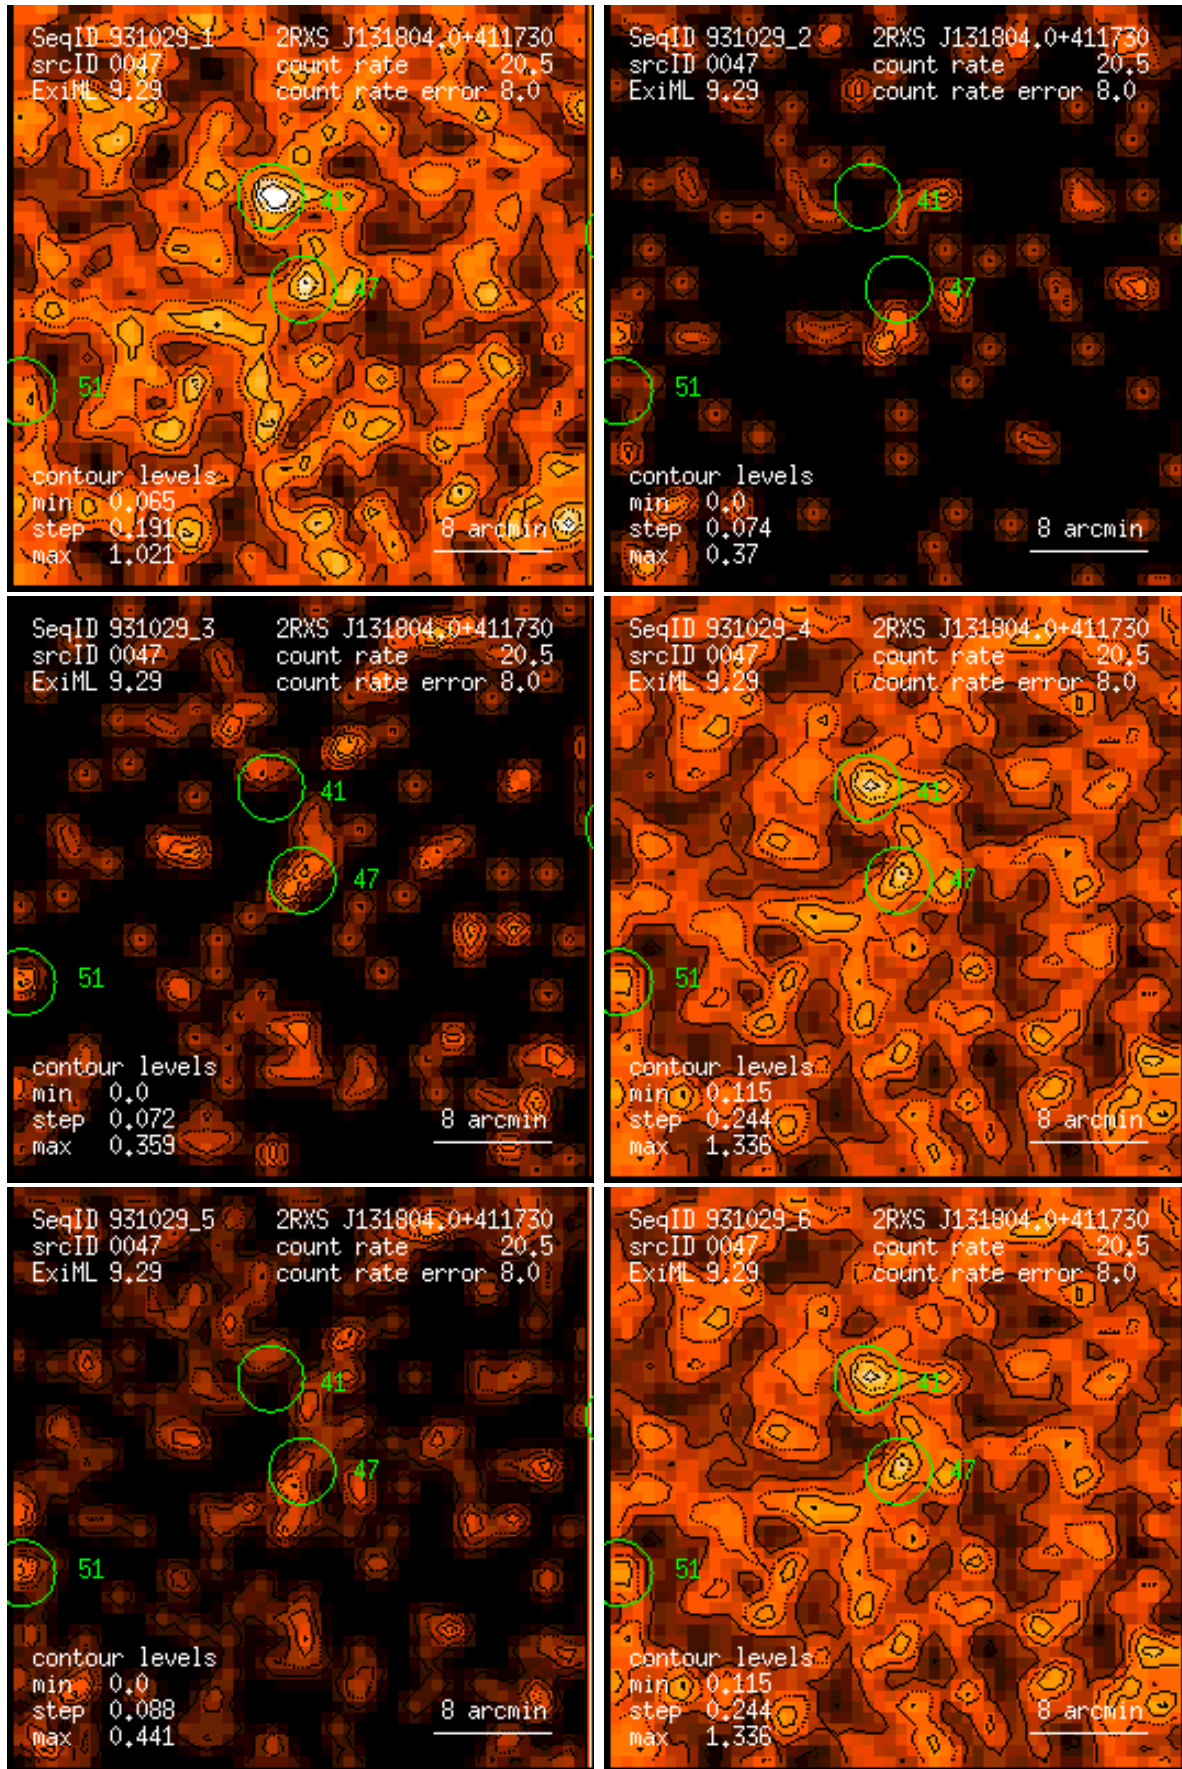 SeqID 931029_1 2RXS J131804.0+411730
srcID 0047 count rate 20.5
ExiML 9.29 count rate error 8.0
41
47
51
contour levels
min 0.065
step 0.191 8 arcmin
max 1.021
SeqID 931029_2 2RXS J131804.0+411730
srcID 0047 count rate 20.5
ExiML 9.29 count rate error 8.0
41
47
51
contour levels
min 0.0
step 0.074 8 arcmin
max 0.37
SeqID 931029_3 2RXS J131804.0+411730
srcID 0047 count rate 20.5
ExiML 9.29 count rate error 8.0
41
47
51
contour levels
min 0.0
step 0.072 8 arcmin
max 0.359
SeqID 931029_4 2RXS J131804.0+411730
srcID 0047 count rate 20.5
ExiML 9.29 count rate error 8.0
41
47
51
contour levels
min 0.115
step 0.244 8 arcmin
max 1.336
SeqID 931029_5 2RXS J131804.0+411730
srcID 0047 count rate 20.5
ExiML 9.29 count rate error 8.0
41
47
51
contour levels
min 0.0
step 0.088 8 arcmin
max 0.441
SeqID 931029_6 2RXS J131804.0+411730
srcID 0047 count rate 20.5
ExiML 9.29 count rate error 8.0
41
47
51
contour levels
min 0.115
step 0.244 8 arcmin
max 1.336